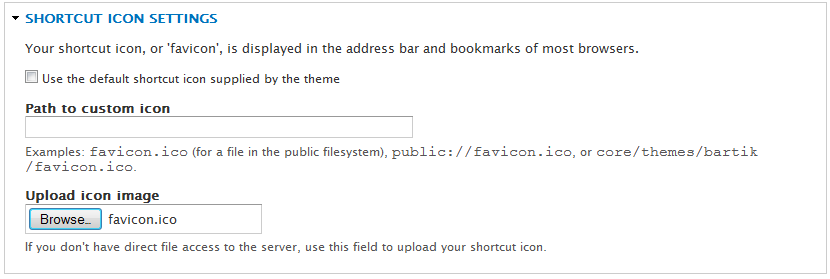 SHORTCUT ICON SETTINGS
Your shortcut icon, or 'favicon', is displayed in the address bar and bookmarks of most browsers.
Use the default shortcut icon supplied by the theme
Path to custom icon
Examples: favicon.ico (for a file in the public filesystem), public://favicon.ico, or core/themes/bartik
/favicon.ico.
Upload icon image
Browse... favicon.ico
If you don't have direct file access to the server, use this field to upload your shortcut icon.